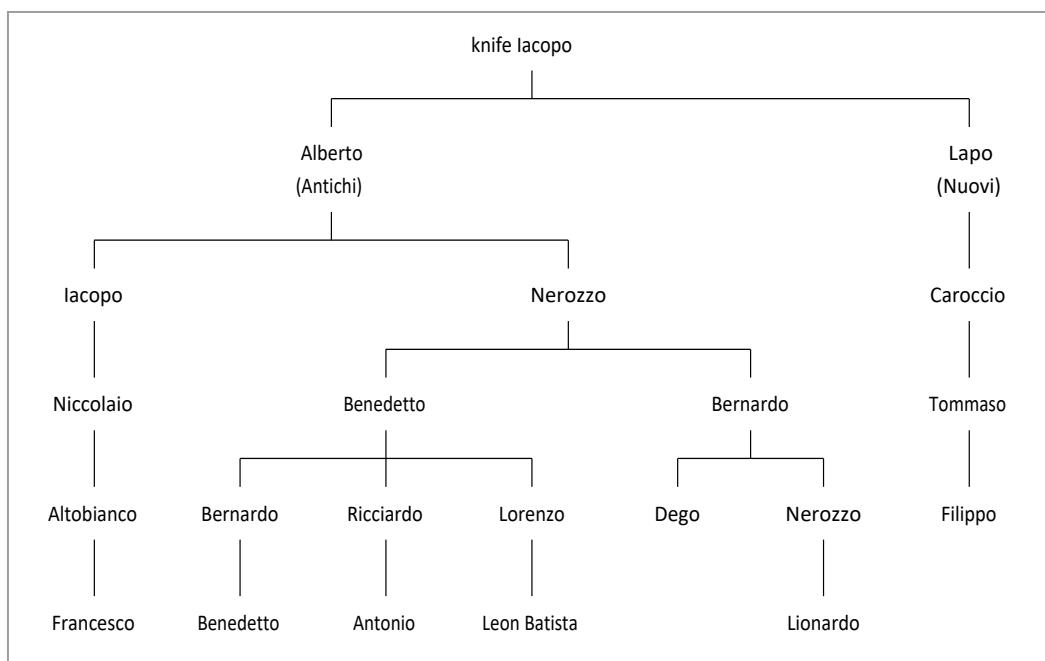 knife Iacopo
Alberto Lapo
(Antichi) (Nuovi)
Iacopo Nerozzo Caroccio
Niccolaio Benedetto Bernardo Tommaso
Altobianco Bernardo Ricciardo Lorenzo Dego Nerozzo Filippo
Francesco Benedetto Antonio Leon Batista Lionardo